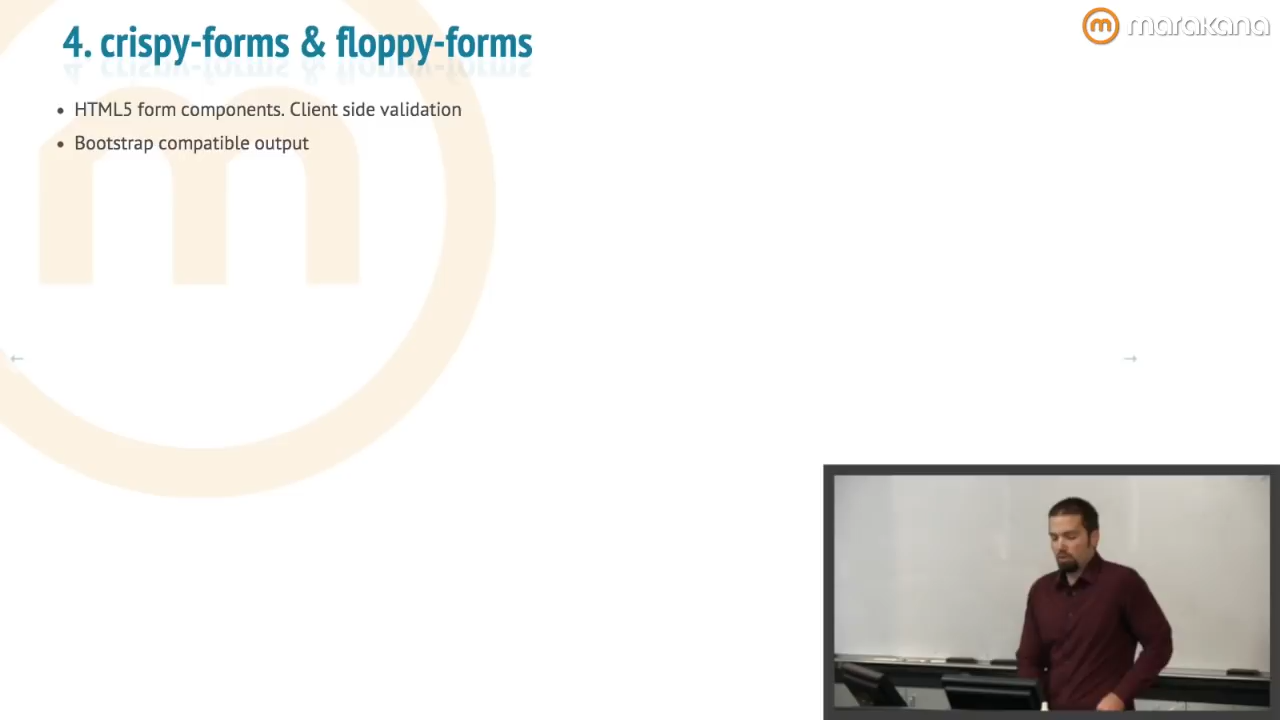 4. crispy-forms & floppy-forms
marakana
• HTML5 form components. Client side validation
• Bootstrap compatible output
←
→